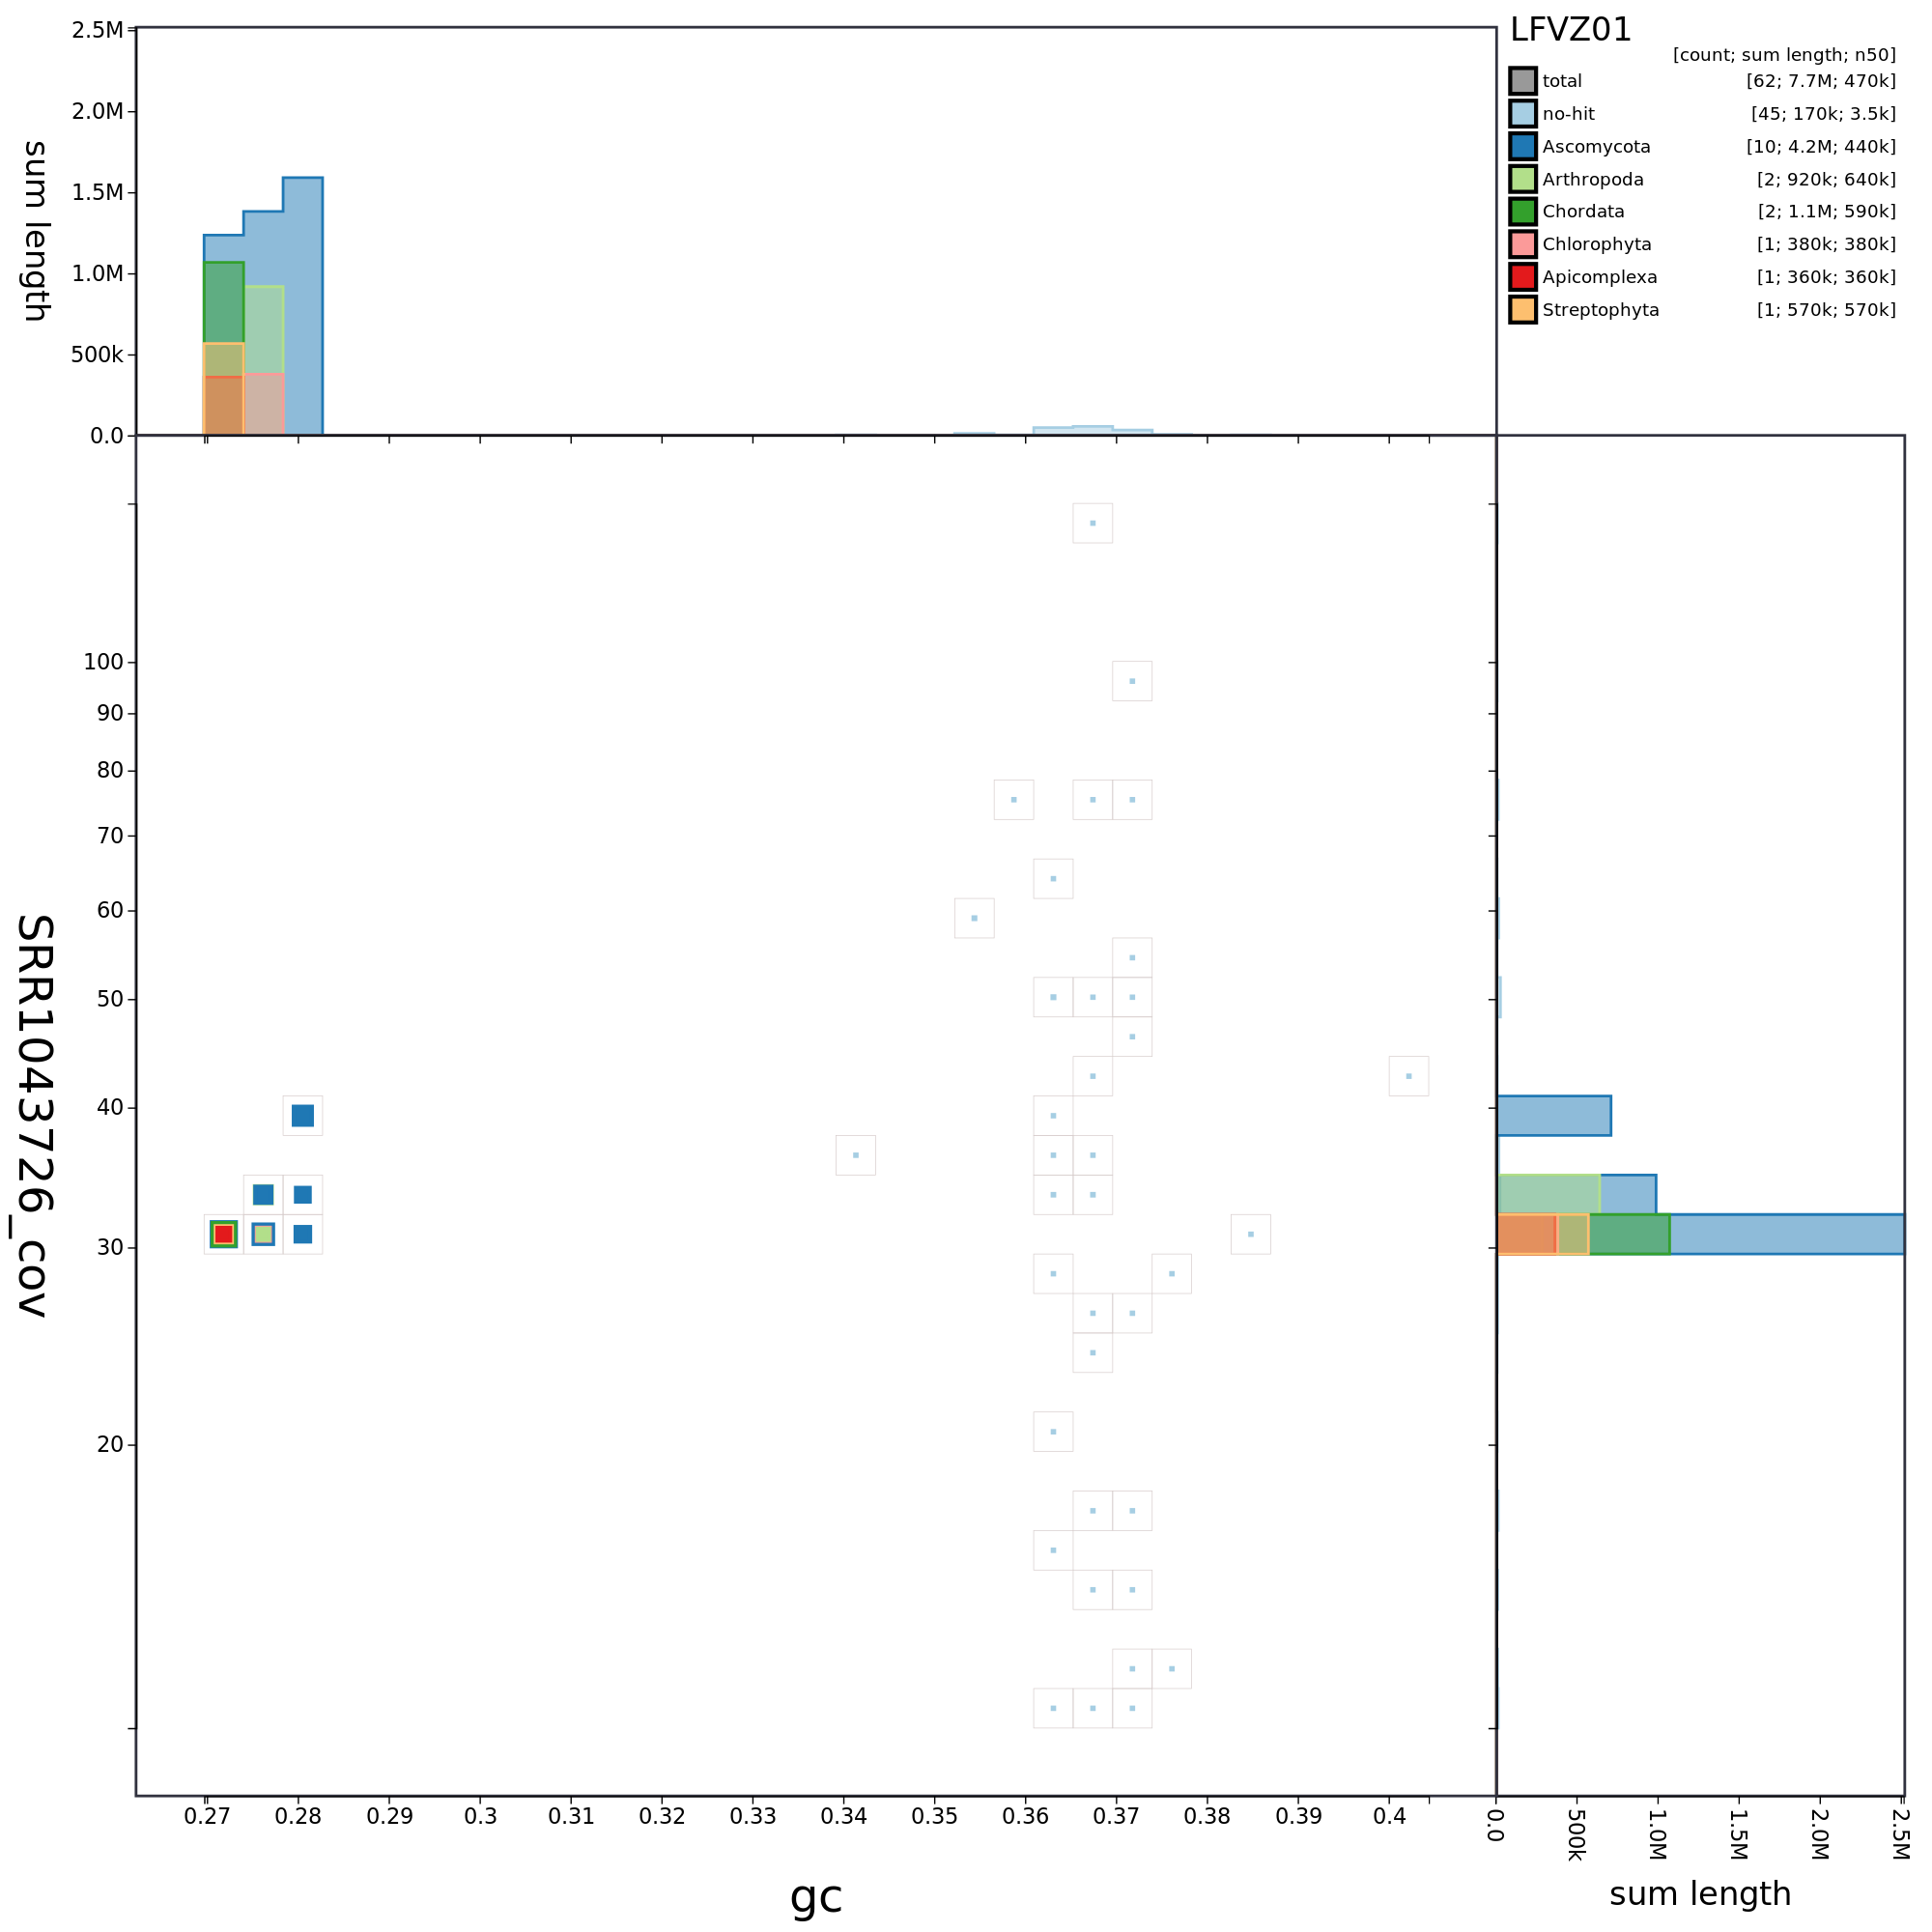 LFVZ01
[count; sum length; n50]
total [62; 7.7M; 470k]
no-hit [45; 170k; 3.5k]
Ascomycota [10; 4.2M; 440k]
Arthropoda [2; 920k; 640k]
Chordata [2; 1.1M; 590k]
Chlorophyta [1; 380k; 380k]
Apicomplexa [1; 360k; 360k]
Streptophyta [1; 570k; 570k]
sum length
2.5M
2.0M
1.5M
1.0M
500k
0.0
SRR1043726_cov
100
90
80
70
60
50
40
30
20
0.27 0.28 0.29 0.3 0.31 0.32 0.33 0.34 0.35 0.36 0.37 0.38 0.39 0.4
gc
0.0 500k 1.0M 1.5M 2.0M 2.5M
sum length